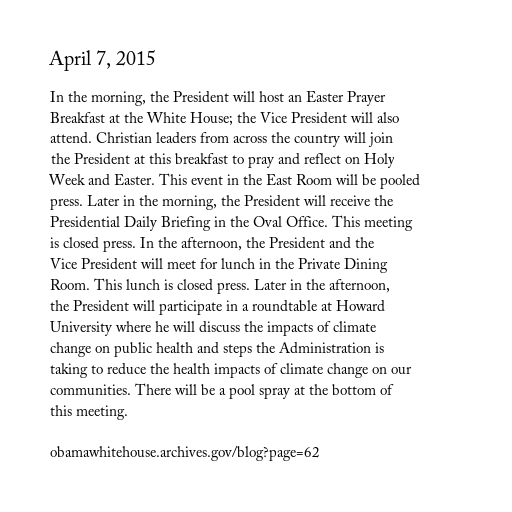 April 7, 2015
In the morning, the President will host an Easter Prayer
Breakfast at the White House; the Vice President will also
attend. Christian leaders from across the country will join
the President at this breakfast to pray and reflect on Holy
Week and Easter. This event in the East Room will be pooled
press. Later in the morning, the President will receive the
Presidential Daily Briefing in the Oval Office. This meeting
is closed press. In the afternoon, the President and the
Vice President will meet for lunch in the Private Dining
Room. This lunch is closed press. Later in the afternoon,
the President will participate in a roundtable at Howard
University where he will discuss the impacts of climate
change on public health and steps the Administration is
taking to reduce the health impacts of climate change on our
communities. There will be a pool spray at the bottom of
this meeting.
obamawhitehouse.archives.gov/blog?page=62